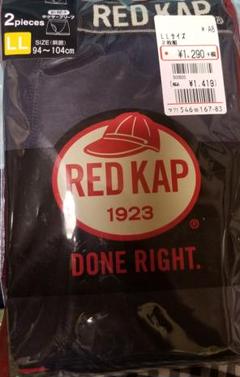 2pieces
ボクサーブリーフ
LL
SIZE(胴囲)
94～104cm
RED KAP
LLサイズ
2枚組
¥1,290+税
(税込 ¥1,419)
RED KAP
®
1923
DONE RIGHT.
®